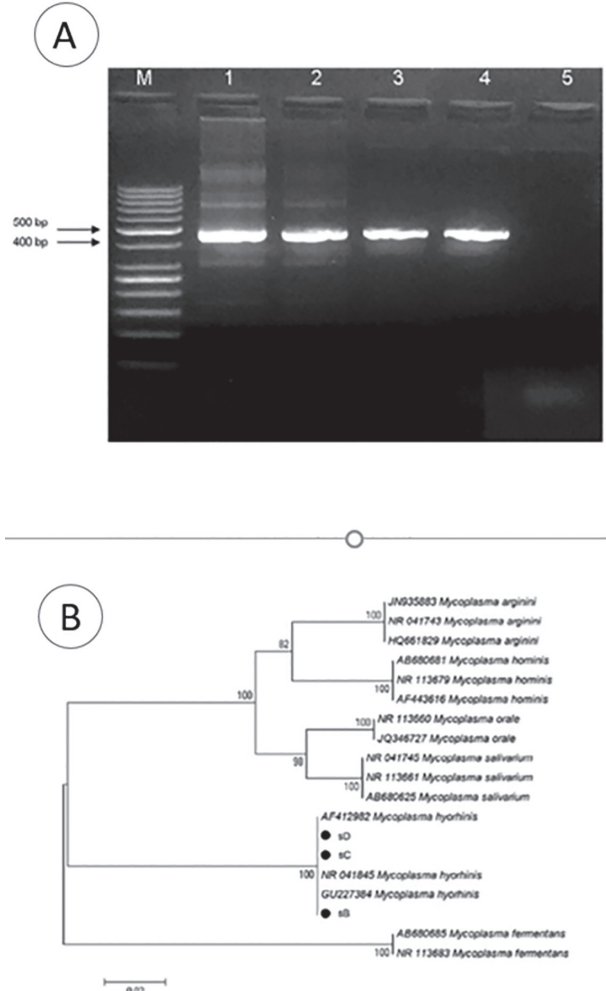 A
M 1 2 3 4 5
500 bp
400 bp
B
JN935883 Mycoplasma arginini
100
NR 041743 Mycoplasma arginini
HQ661829 Mycoplasma arginini
82
AB680681 Mycoplasma hominis
NR 113679 Mycoplasma hominis
100
AF443616 Mycoplasma hominis
100
NR 113660 Mycoplasma orale
100
JQ346727 Mycoplasma orale
NR 041745 Mycoplasma salivarium
98
NR 113661 Mycoplasma salivarium
100
AB680625 Mycoplasma salivarium
AF412982 Mycoplasma hyorhinis
sD
sC
100
NR 041845 Mycoplasma hyorhinis
GU227384 Mycoplasma hyorhinis
sB
AB680685 Mycoplasma fermentans
100
NR 113683 Mycoplasma fermentans